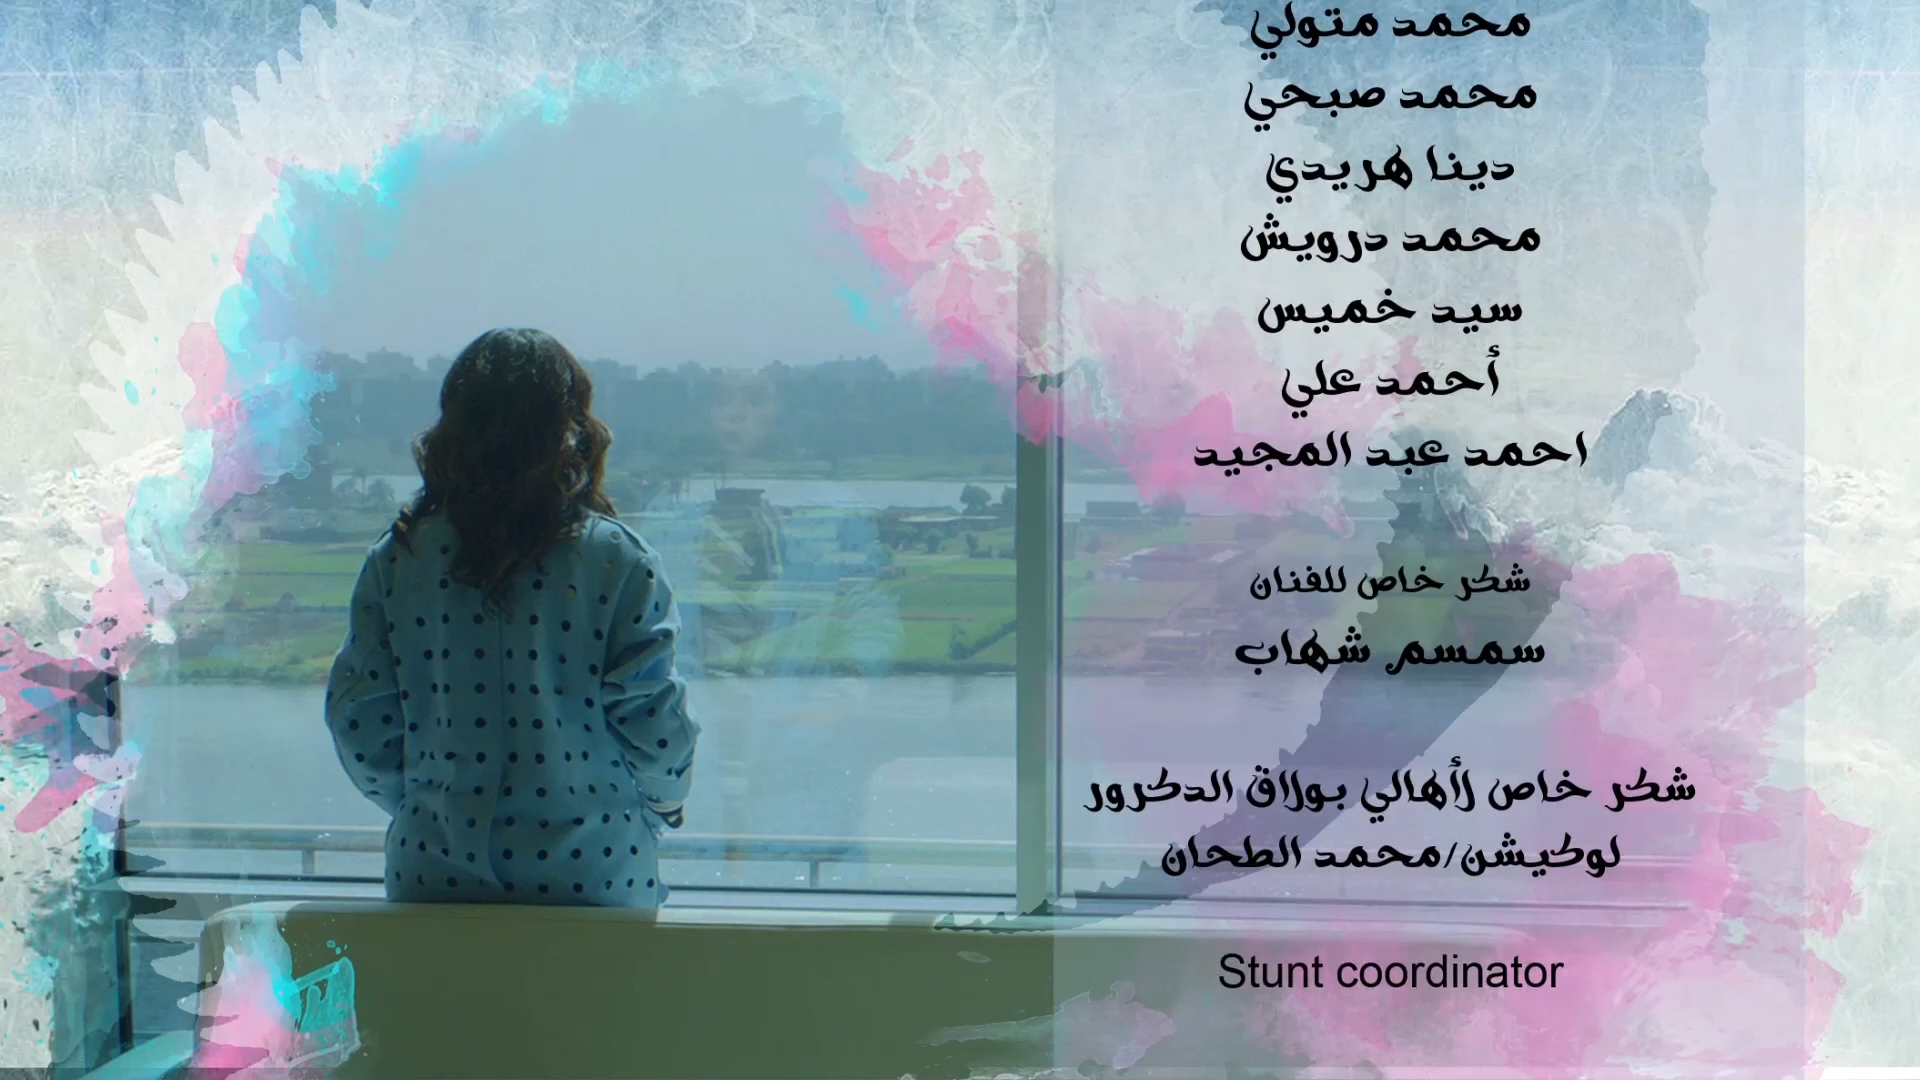 محمد متولي
محمد صبحي
دينا هريدي
محمد درويش
سيد خميس
أحمد علي
احمد عبد المجيد
شكر خاص للفنان
سمسم شهاب
شكر خاص لأهالي بولاق الدكرور
لوكيشن/محمد الطحان
Stunt coordinator